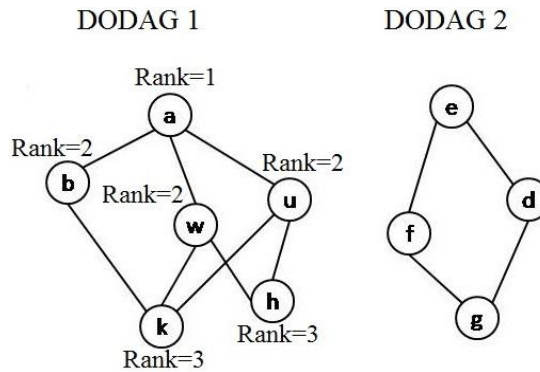 DODAG 1
DODAG 2
Rank=1
a
e
Rank=2
b
Rank=2
w
Rank=2
u
d
f
h
Rank=3
k
Rank=3
g